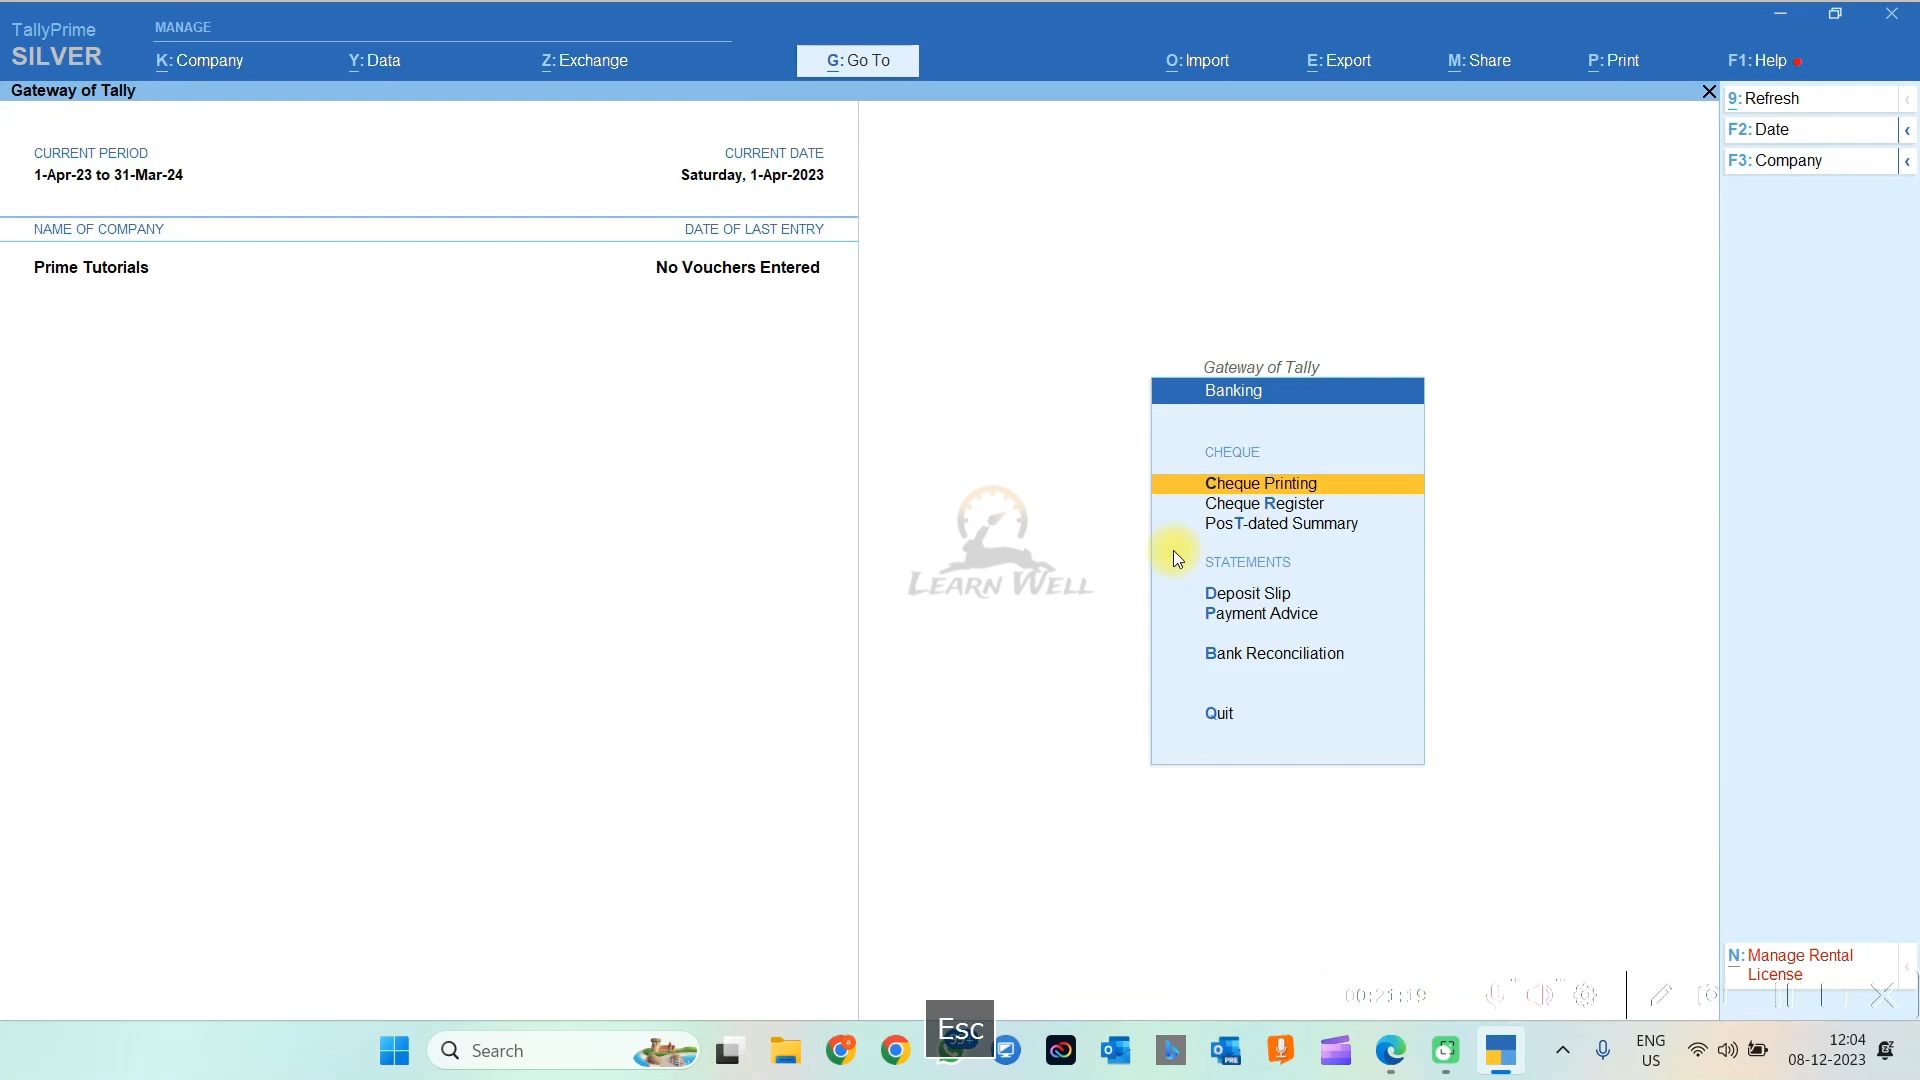 TallyPrime
SILVER
MANAGE
K: Company
Y: Data
Z: Exchange
G: Go To
O: Import
E: Export
M: Share
P: Print
F1: Help
Gateway of Tally
9: Refresh
F2: Date
F3: Company
CURRENT PERIOD
CURRENT DATE
1-Apr-23 to 31-Mar-24
Saturday, 1-Apr-2023
NAME OF COMPANY
DATE OF LAST ENTRY
Prime Tutorials
No Vouchers Entered
Gateway of Tally
Banking
CHEQUE
Cheque Printing
Cheque Register
PosT-dated Summary
STATEMENTS
Deposit Slip
Payment Advice
Bank Reconciliation
Quit
LEARN WELL
N: Manage Rental
License
00:21:19
Esc
Search
PRE
ENG
US
12:04
08-12-2023